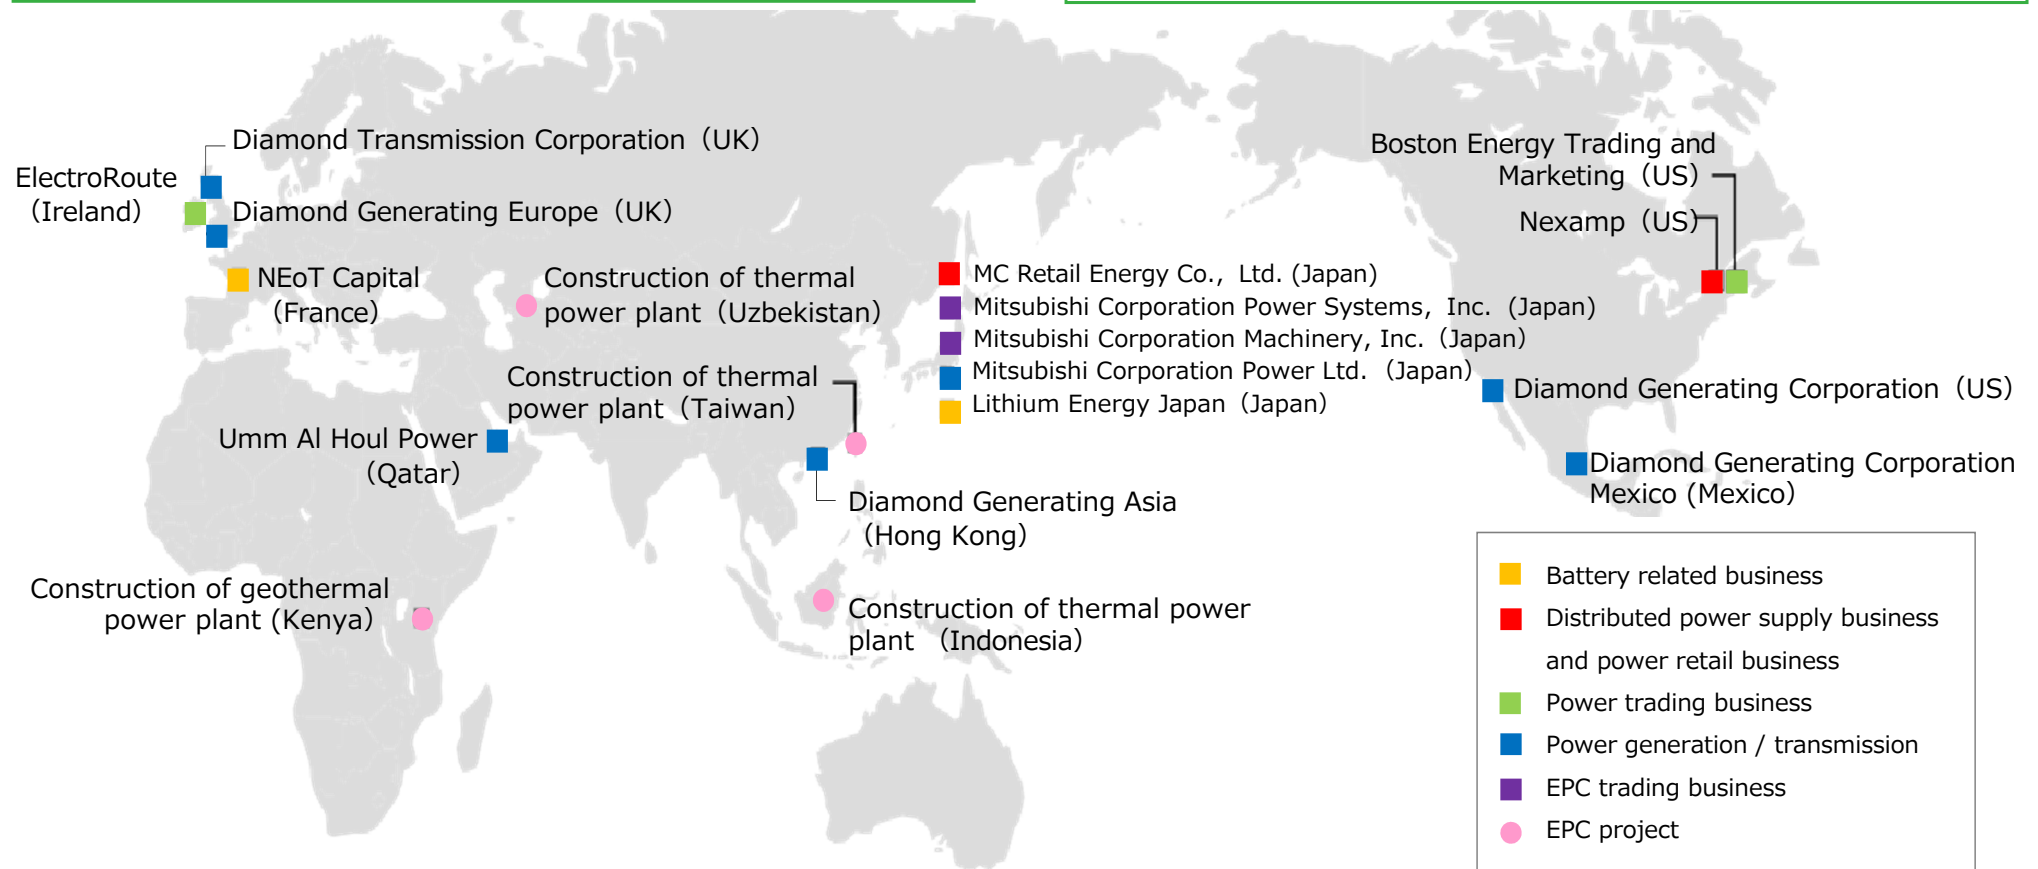 Diamond Transmission Corporation（UK）
ElectroRoute
（Ireland）
Diamond Generating Europe（UK）
NEoT Capital
（France）
Construction of thermal
power plant（Uzbekistan）
Construction of thermal
power plant（Taiwan）
Umm Al Houl Power
（Qatar）
Diamond Generating Asia
（Hong Kong）
Construction of geothermal
power plant (Kenya）
Construction of thermal power
plant （Indonesia）
MC Retail Energy Co., Ltd. (Japan）
Mitsubishi Corporation Power Systems, Inc.（Japan）
Mitsubishi Corporation Machinery, Inc.（Japan）
Mitsubishi Corporation Power Ltd.（Japan）
Lithium Energy Japan（Japan）
Boston Energy Trading and
Marketing（US）
Nexamp（US）
Diamond Generating Corporation（US）
Diamond Generating Corporation
Mexico (Mexico）
Battery related business
Distributed power supply business
and power retail business
Power trading business
Power generation / transmission
EPC trading business
EPC project